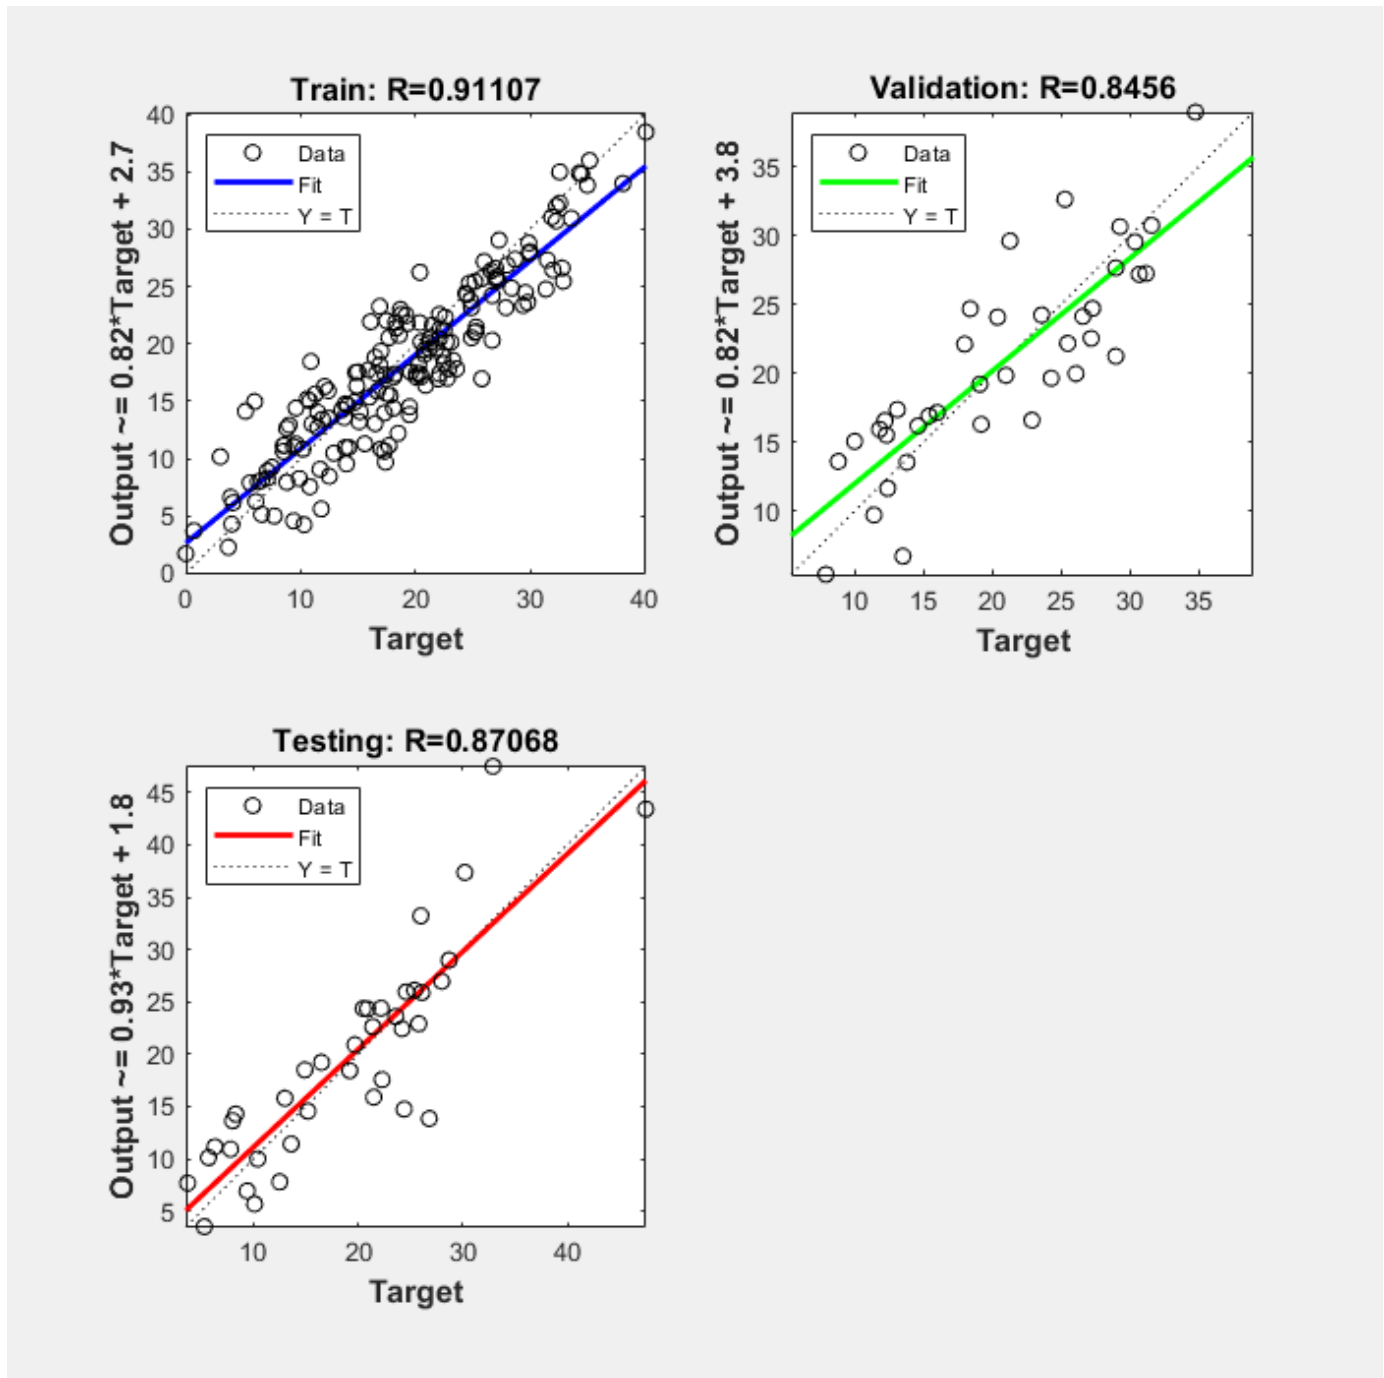 Train: R=0.91107
Output ~= 0.82*Target + 2.7
40
35
30
25
20
15
10
5
0
Data
Fit
Y = T
0 10 20 30 40
Target
Validation: R=0.8456
Output ~= 0.82*Target + 3.8
35
30
25
20
15
10
Data
Fit
Y = T
10 15 20 25 30 35
Target
Testing: R=0.87068
Output ~= 0.93*Target + 1.8
45
40
35
30
25
20
15
10
5
Data
Fit
Y = T
10 20 30 40
Target